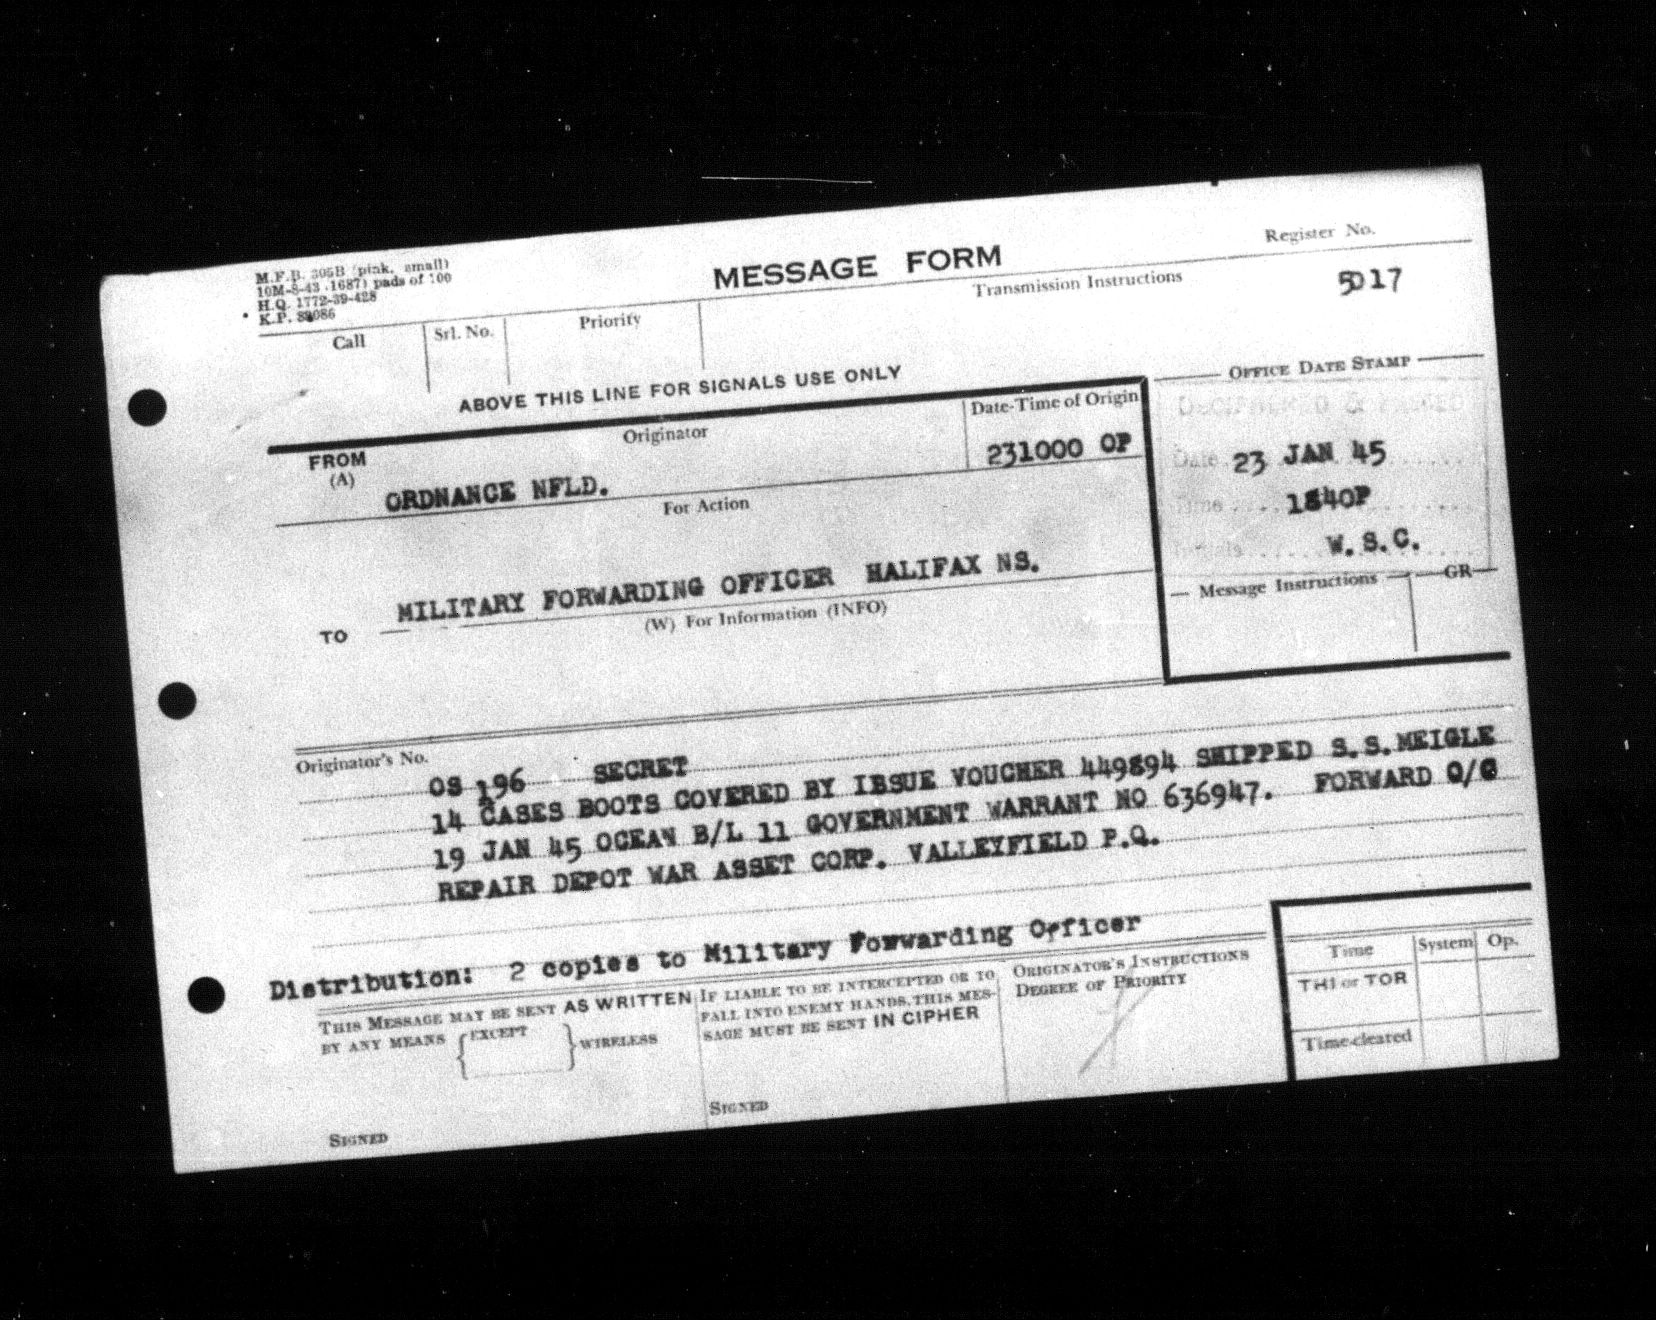 M.F.B. 305B (pink, small)
10M-8-43 (1687) pads of 100
H.Q. 1772-39-428
K.P. 88086
MESSAGE FORM
Register No.
Transmission Instructions
5017
Call
Srl. No.
Priority
ABOVE THIS LINE FOR SIGNALS USE ONLY
OFFICE DATE STAMP
FROM
(A)
Originator
Date-Time of Origin
DECIPHERED &
ORDNANCE NFLD.
231000 OP
Date 23 JAN 45
For Action
Time 1840P
Initials W.S.C.
MILITARY FORWARDING OFFICER HALIFAX NS.
Message Instructions
GR
TO
(W) For Information (INFO)
Originator's No.
OS 196 SECRET
14 CASES BOOTS COVERED BY IBSUE VOUCHER 449894 SHIPPED S.S.MEIGLE
19 JAN 45 OCEAN B/L 11 GOVERNMENT WARRANT NO 636947. FORWARD O/C
REPAIR DEPOT WAR ASSET CORP. VALLEYFIELD P.Q.
Distribution: 2 copies to Military Forwarding Officer
THIS MESSAGE MAY BE SENT AS WRITTEN
BY ANY MEANS { EXCEPT } WIRELESS
SIGNED
IF LIABLE TO BE INTERCEPTED OR TO
FALL INTO ENEMY HANDS, THIS MES-
SAGE MUST BE SENT IN CIPHER
SIGNED
ORIGINATOR'S INSTRUCTIONS
DEGREE OF PRIORITY
Time
System
Op.
THI or TOR
Time-cleared